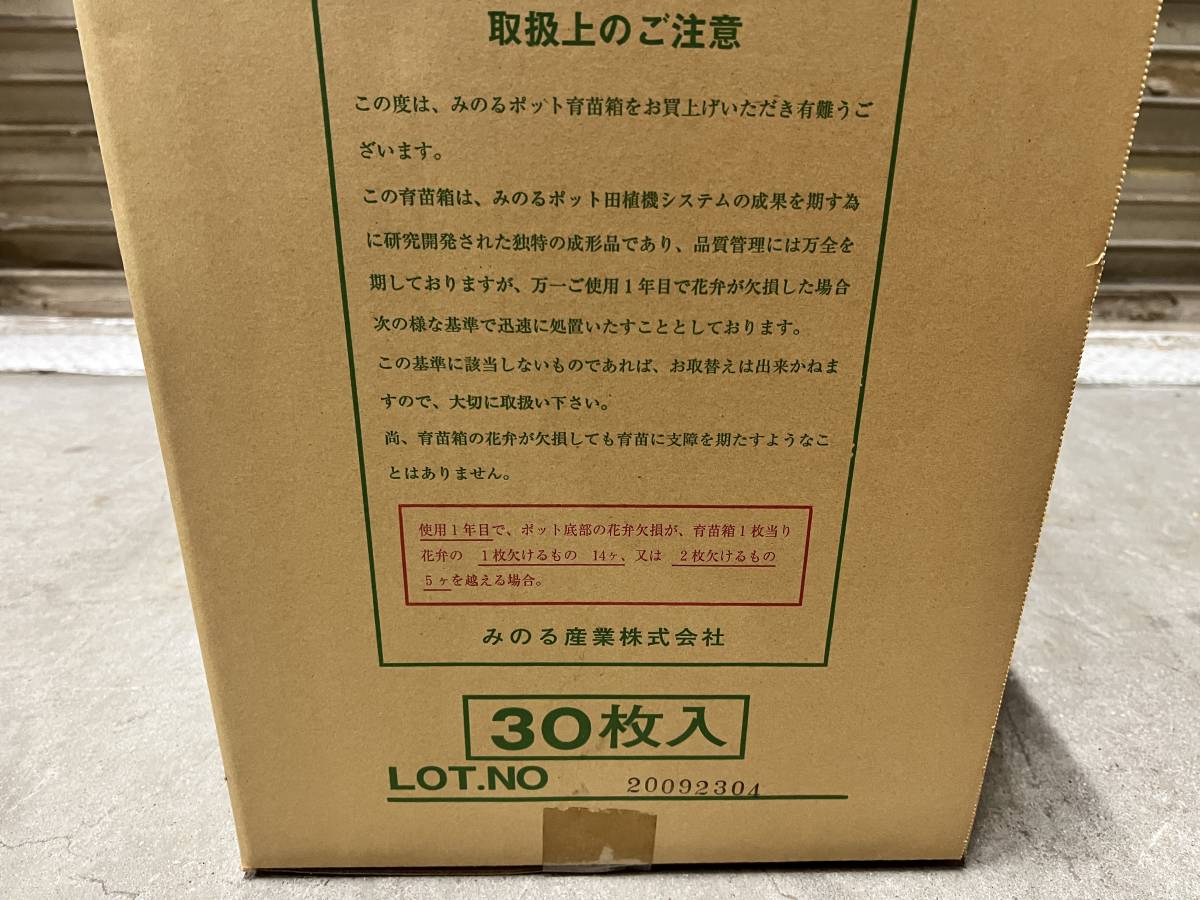 取扱上のご注意
この度は、みのるポット育苗箱をお買上げいただき有難うご
ざいます。
この育苗箱は、みのるポット田植機システムの成果を期す為
に研究開発された独特の成形品であり、品質管理には万全を
期しておりますが、万一ご使用1年目で花弁が欠損した場合
次の様な基準で迅速に処置いたすこととしております。
この基準に該当しないものであれば、お取替えは出来かねま
すので、大切に取扱い下さい。
尚、育苗箱の花弁が欠損しても育苗に支障を期たすようなこ
とはありません。
使用1年目で、ポット底部の花弁欠損が、育苗箱1枚当り
花弁の 1枚欠けるもの 14ヶ、又は 2枚欠けるもの
5ヶを越える場合。
みのる産業株式会社
30枚入
LOT.NO 20092304